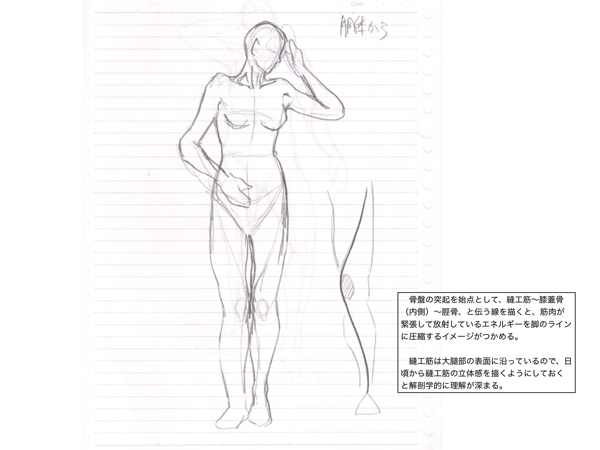 胴体から
骨盤の突起を始点として、縫工筋〜膝蓋骨
（内側）〜脛骨、と伝う線を描くと、筋肉が
緊張して放射しているエネルギーを脚のライン
に圧縮するイメージがつかめる。
縫工筋は大腿部の表面に沿っているので、日
頃から縫工筋の立体感を描くようにしておく
と解剖学的に理解が深まる。